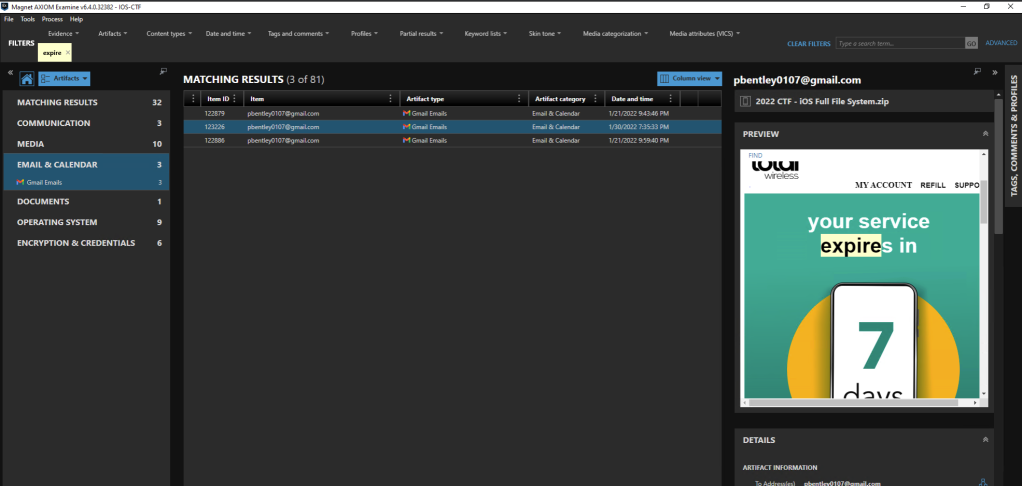 Magnet AXIOM Examine v6.4.0.32382 - IOS-CTF
File Tools Process Help
FILTERS
Evidence Artifacts Content types Date and time Tags and comments Profiles Partial results Keyword lists Skin tone Media categorization Media attributes (VICS)
expire ×
CLEAR FILTERS Type a search term... GO ADVANCED
Artifacts
MATCHING RESULTS 32
COMMUNICATION 3
MEDIA 10
EMAIL & CALENDAR 3
Gmail Emails 3
DOCUMENTS 1
OPERATING SYSTEM 9
ENCRYPTION & CREDENTIALS 6
MATCHING RESULTS (3 of 81)
Column view
Item ID Item Artifact type Artifact category Date and time
122879 pbentley0107@gmail.com Gmail Emails Email & Calendar 1/21/2022 9:43:46 PM
123226 pbentley0107@gmail.com Gmail Emails Email & Calendar 1/30/2022 7:35:33 PM
122886 pbentley0107@gmail.com Gmail Emails Email & Calendar 1/21/2022 9:59:40 PM
pbentley0107@gmail.com
2022 CTF - iOS Full File System.zip
PREVIEW
FIND
total
wireless
MY ACCOUNT REFILL SUPPO
your service
expires in
7
days
DETAILS
ARTIFACT INFORMATION
To Address(es) pbentley0107@gmail.com
TAGS, COMMENTS & PROFILES